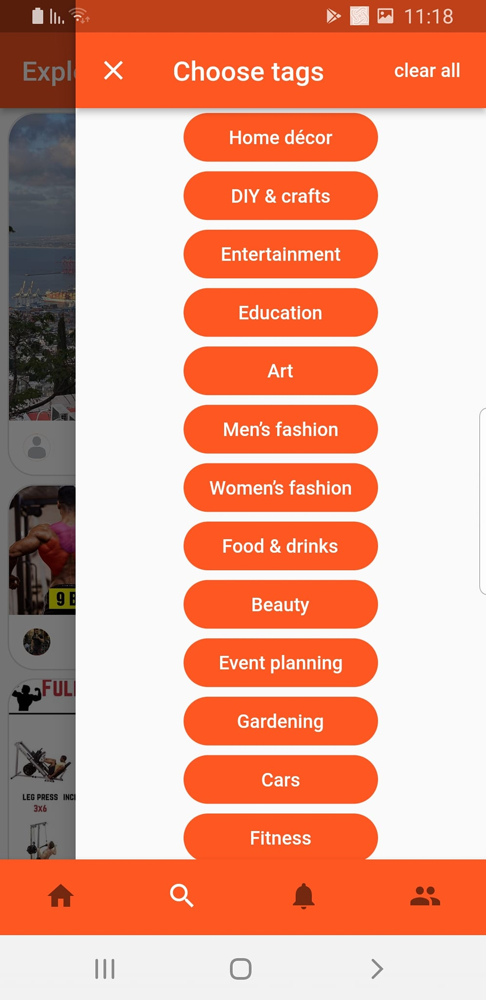 11:18
Expl
Choose tags
clear all
Home décor
DIY & crafts
Entertainment
Education
Art
Men’s fashion
Women’s fashion
Food & drinks
Beauty
Event planning
Gardening
Cars
Fitness
9 B
FULL
LEG PRESS INCL
3x6